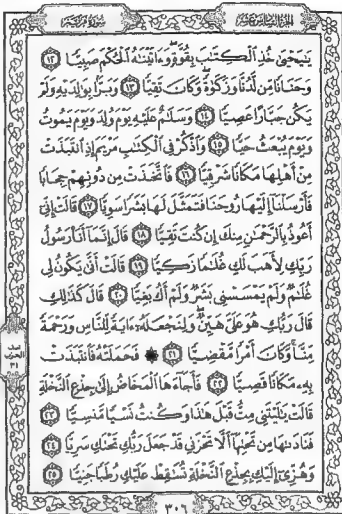 الجزء السادس عشر
سورة مريم
يَٰيَحْيَىٰ خُذِ ٱلْكِتَٰبَ بِقُوَّةٍۖ وَءَاتَيْنَٰهُ ٱلْحُكْمَ صَبِيًّا ١٢
وَحَنَانًا مِّن لَّدُنَّا وَزَكَوٰةًۖ وَكَانَ تَقِيًّا ١٣ وَبَرًّۢا بِوَٰلِدَيْهِ وَلَمْ
يَكُن جَبَّارًا عَصِيًّا ١٤ وَسَلَٰمٌ عَلَيْهِ يَوْمَ وُلِدَ وَيَوْمَ يَمُوتُ
وَيَوْمَ يُبْعَثُ حَيًّا ١٥ وَٱذْكُرْ فِى ٱلْكِتَٰبِ مَرْيَمَ إِذِ ٱنتَبَذَتْ
مِنْ أَهْلِهَا مَكَانًا شَرْقِيًّا ١٦ فَٱتَّخَذَتْ مِن دُونِهِمْ حِجَابًا
فَأَرْسَلْنَآ إِلَيْهَا رُوحَنَا فَتَمَثَّلَ لَهَا بَشَرًا سَوِيًّا ١٧ قَالَتْ إِنِّىٓ
أَعُوذُ بِٱلرَّحْمَٰنِ مِنكَ إِن كُنتَ تَقِيًّا ١٨ قَالَ إِنَّمَآ أَنَا۠ رَسُولُ
رَبِّكِ لِأَهَبَ لَكِ غُلَٰمًا زَكِيًّا ١٩ قَالَتْ أَنَّىٰ يَكُونُ لِى
غُلَٰمٌ وَلَمْ يَمْسَسْنِى بَشَرٌ وَلَمْ أَكُ بَغِيًّا ٢٠ قَالَ كَذَٰلِكِ
قَالَ رَبُّكِ هُوَ عَلَىَّ هَيِّنٌۖ وَلِنَجْعَلَهُۥٓ ءَايَةً لِّلنَّاسِ وَرَحْمَةً
مِّنَّاۚ وَكَانَ أَمْرًا مَّقْضِيًّا ٢١ ۞ فَحَمَلَتْهُ فَٱنتَبَذَتْ
بِهِۦ مَكَانًا قَصِيًّا ٢٢ فَأَجَآءَهَا ٱلْمَخَاضُ إِلَىٰ جِذْعِ ٱلنَّخْلَةِ
قَالَتْ يَٰلَيْتَنِى مِتُّ قَبْلَ هَٰذَا وَكُنتُ نَسْيًا مَّنسِيًّا ٢٣
فَنَادَىٰهَا مِن تَحْتِهَآ أَلَّا تَحْزَنِى قَدْ جَعَلَ رَبُّكِ تَحْتَكِ سَرِيًّا ٢٤
وَهُزِّىٓ إِلَيْكِ بِجِذْعِ ٱلنَّخْلَةِ تُسَٰقِطْ عَلَيْكِ رُطَبًا جَنِيًّا ٢٥
نصف
الحزب
٣١
٣٠٦